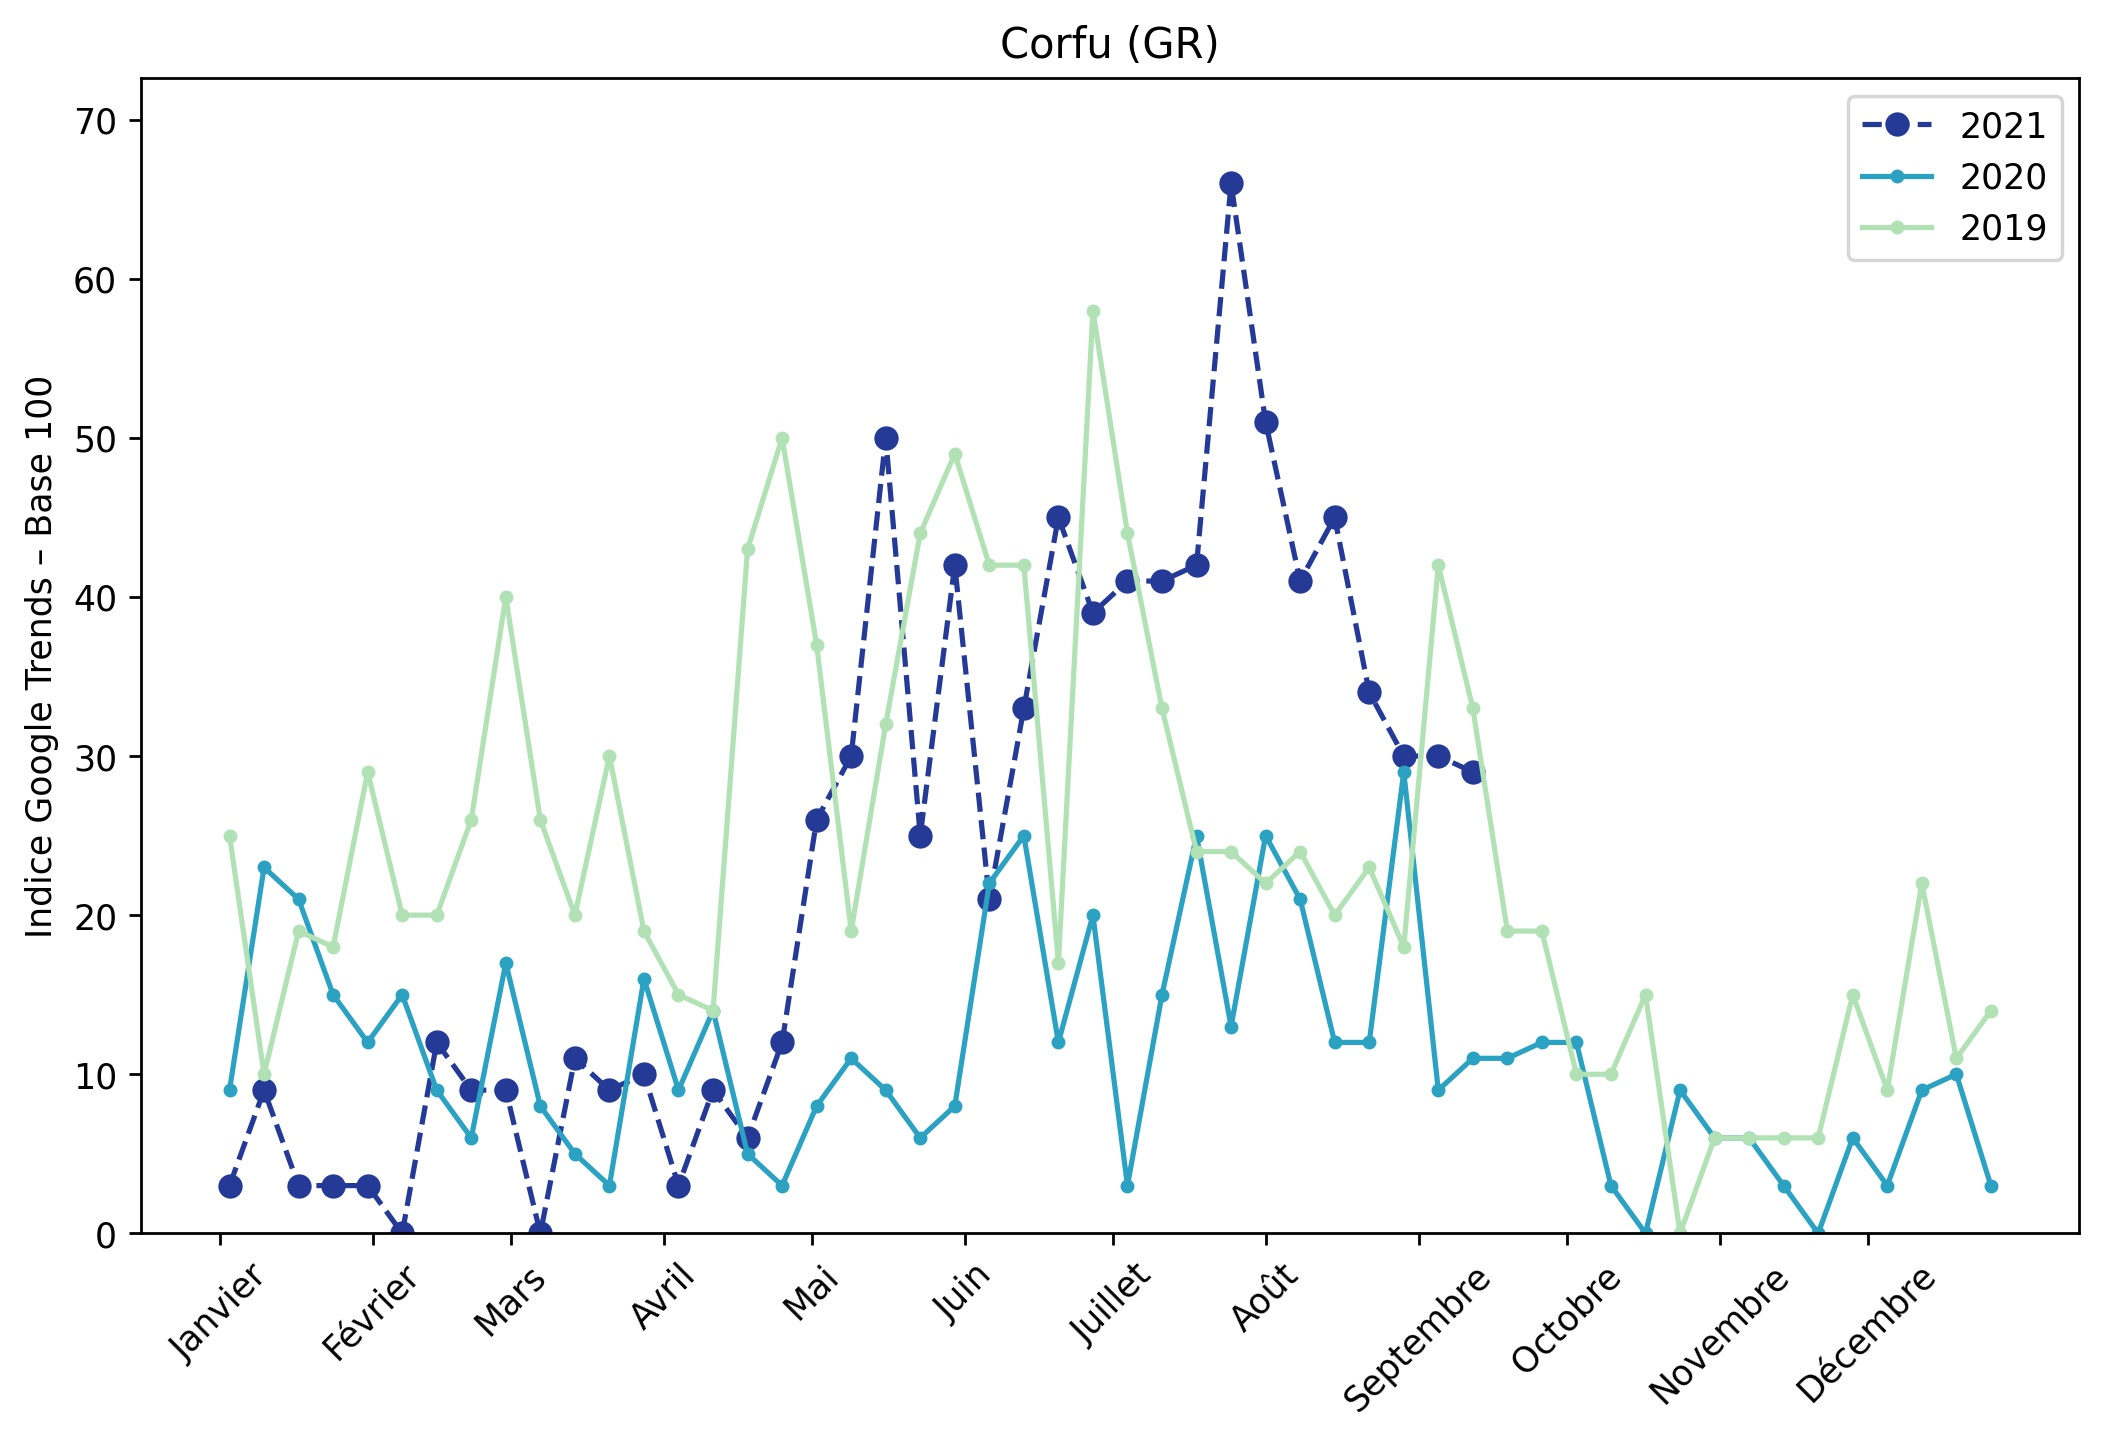 Corfu (GR)
Indice Google Trends – Base 100
70
60
50
40
30
20
10
0
2021
2020
2019
Janvier
Février
Mars
Avril
Mai
Juin
Juillet
Août
Septembre
Octobre
Novembre
Décembre